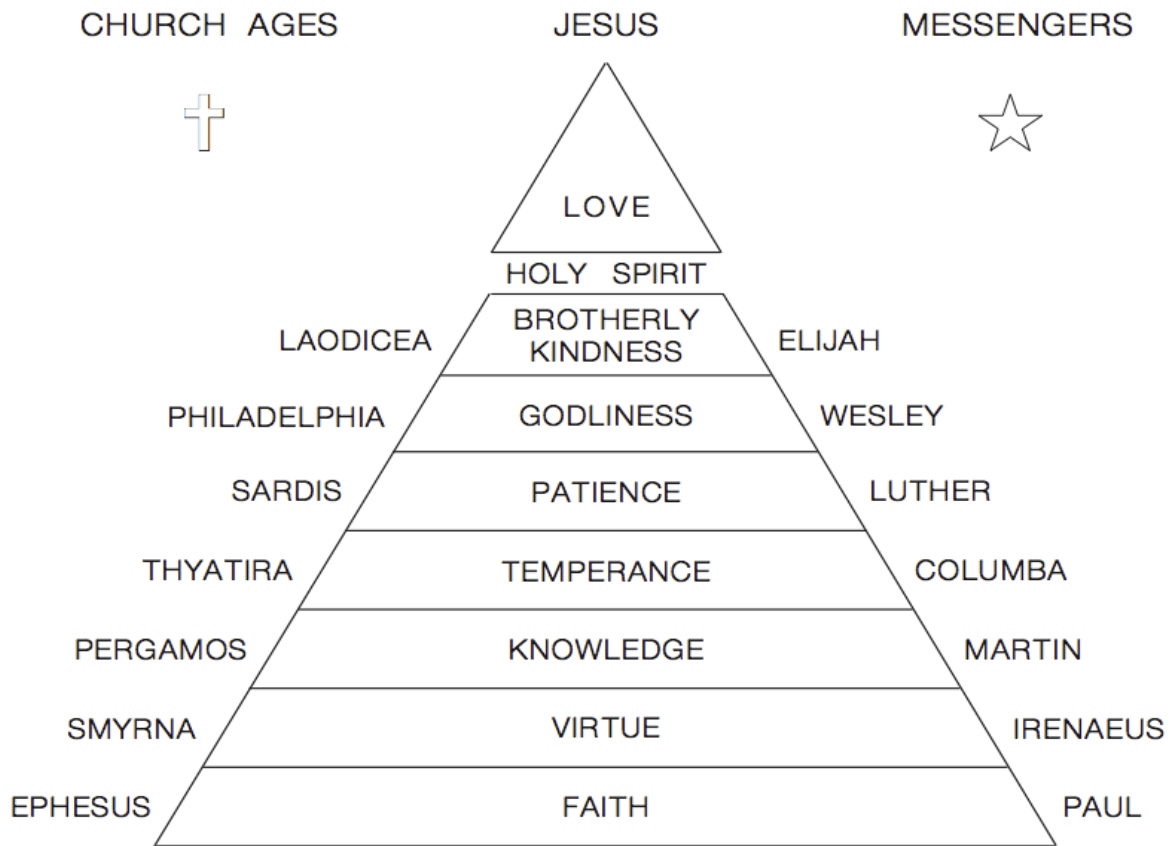 CHURCH AGES JESUS MESSENGERS
LOVE
HOLY SPIRIT
LAODICEA BROTHERLY KINDNESS ELIJAH
PHILADELPHIA GODLINESS WESLEY
SARDIS PATIENCE LUTHER
THYATIRA TEMPERANCE COLUMBA
PERGAMOS KNOWLEDGE MARTIN
SMYRNA VIRTUE IRENAEUS
EPHESUS FAITH PAUL